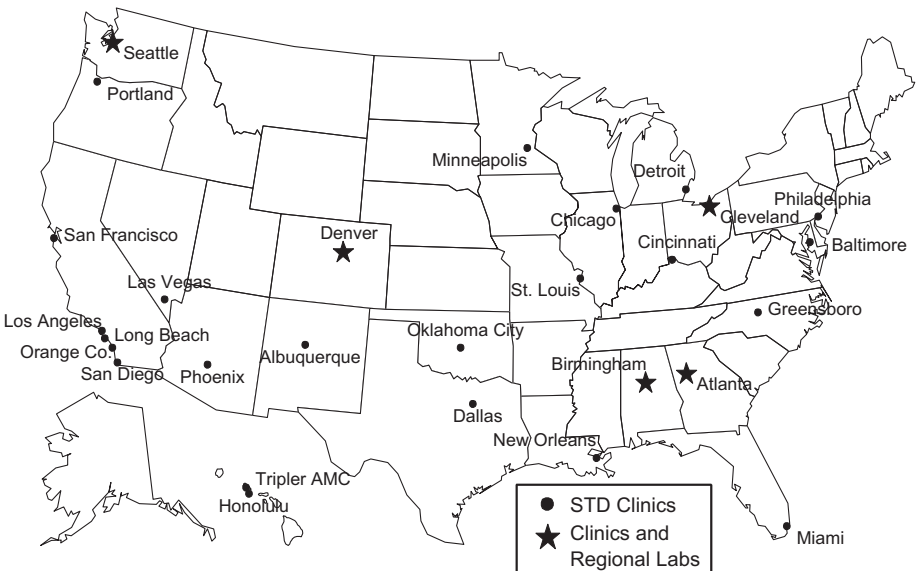 Seattle
Portland
Minneapolis
Detroit
Philadelphia
Chicago
Cleveland
San Francisco
Denver
Cincinnati
Baltimore
Las Vegas
St. Louis
Greensboro
Los Angeles
Long Beach
Oklahoma City
Orange Co.
Albuquerque
Birmingham
San Diego
Phoenix
Atlanta
Dallas
New Orleans
Tripler AMC
Honolulu
STD Clinics
Clinics and
Regional Labs
Miami